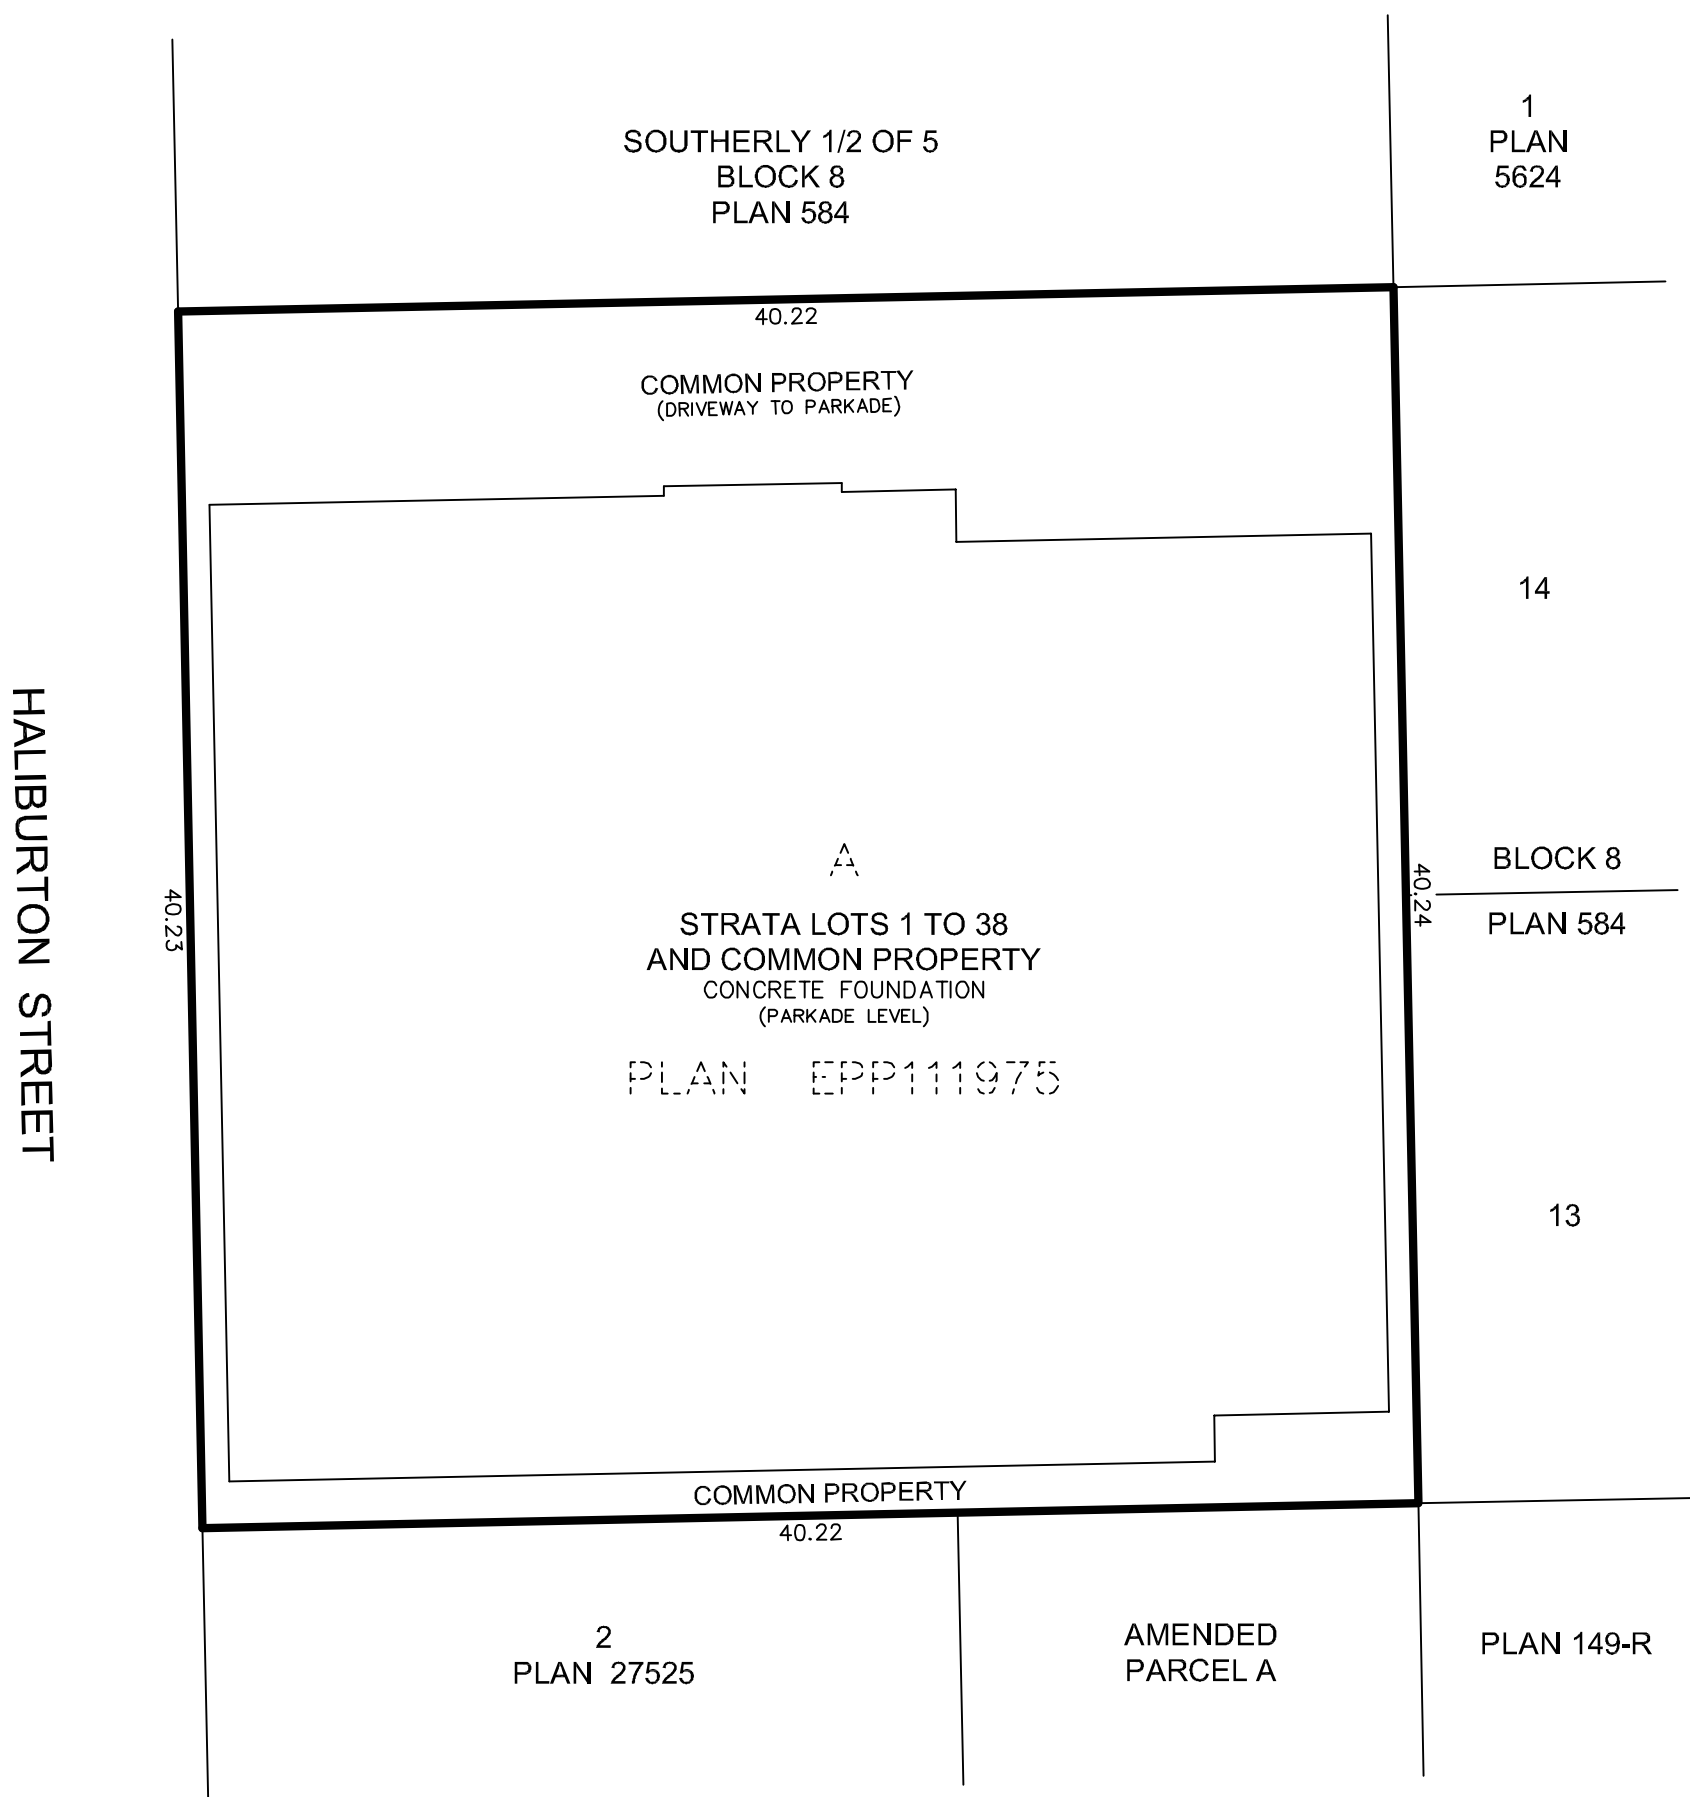 SOUTHERLY 1/2 OF 5
BLOCK 8
PLAN 584
1
PLAN
5624
40.22
COMMON PROPERTY
(DRIVEWAY TO PARKADE)
14
HALIBURTON STREET
40.23
A
STRATA LOTS 1 TO 38
AND COMMON PROPERTY
CONCRETE FOUNDATION
(PARKADE LEVEL)
PLAN EPP111975
40.24
BLOCK 8
PLAN 584
13
COMMON PROPERTY
40.22
2
PLAN 27525
AMENDED
PARCEL A
PLAN 149-R